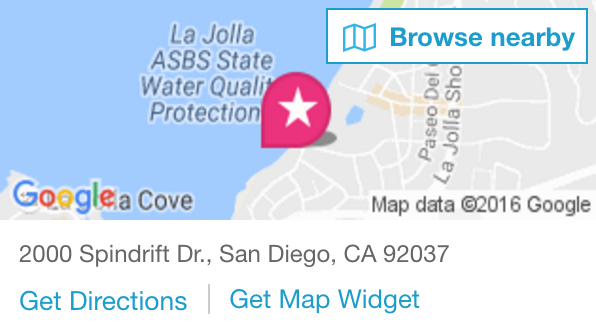 La Jolla
ASBS State
Water
Protection
Browse nearby
Paseo Del
La Jolla Sho
Google
a Cove
Map data ©2016 Google
2000 Spindrift Dr., San Diego, CA 92037
Get Directions
Get Map Widget